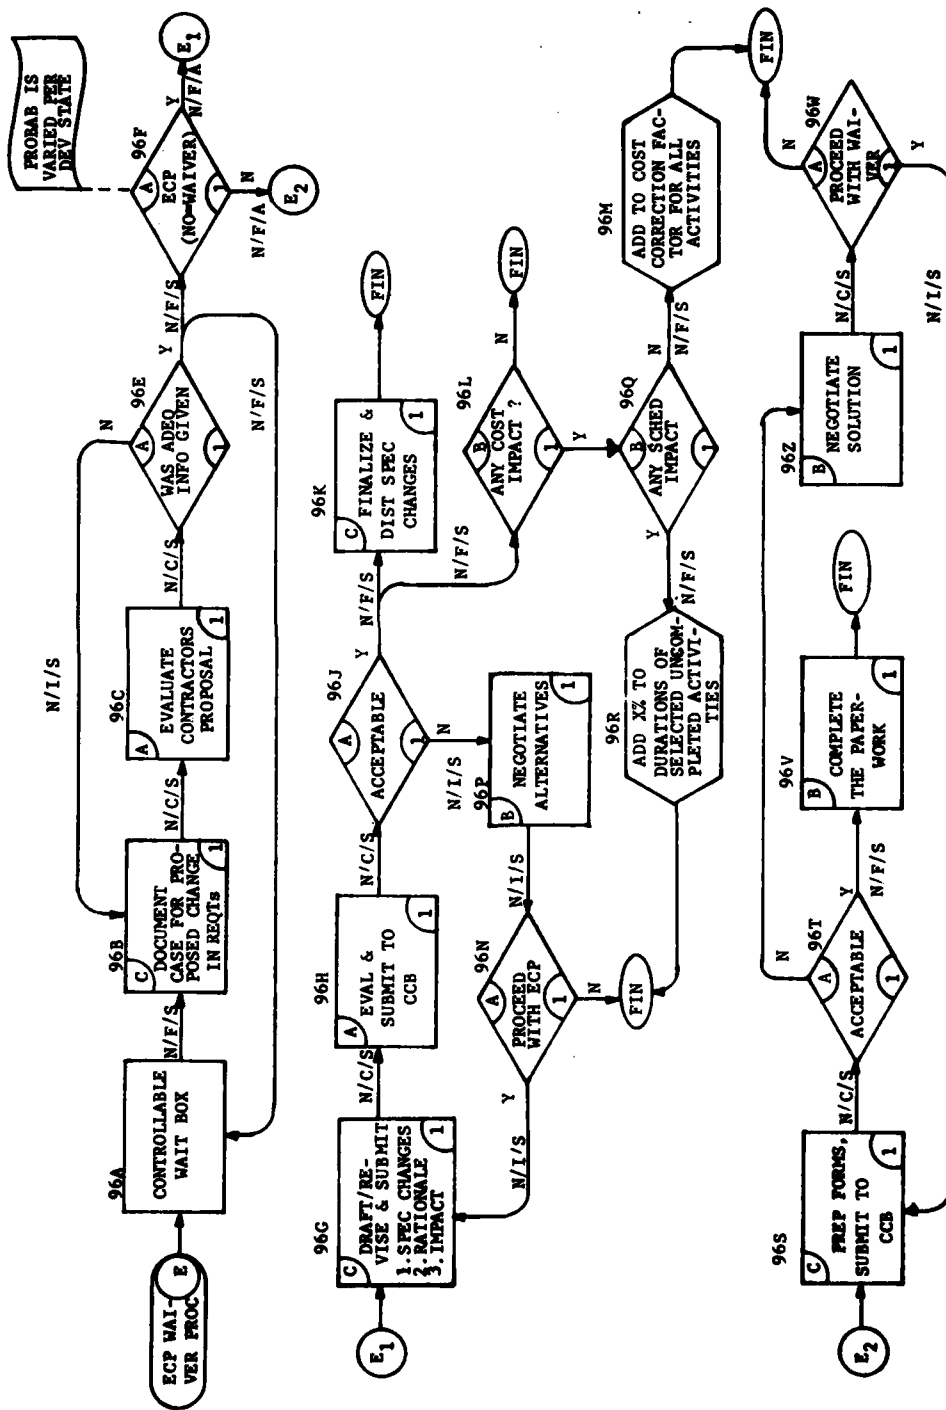 ECP WAI-
VER PROC
E
96A
CONTROLLABLE
WAIT BOX
N/F/S
96B
C
DOCUMENT
CASE FOR PRO-
POSED CHANGE
IN REQTs
1
N/C/S
96C
A
EVALUATE
CONTRACTORS
PROPOSAL
1
N/C/S
N/I/S
96E
A
WAS ADEQ
INFO GIVEN
1
N
Y
N/F/S
N/F/S
96F
A
ECP
(NO=WAIVER)
1
Y
N/F/A
E1
N
N/F/A
E2
PROBAB IS
VARIED PER
DEV STATE
E1
96G
C
DRAFT/RE-
VISE & SUBMIT
1.SPEC CHANGES
2.RATIONALE
3.IMPACT
1
N/C/S
96H
A
EVAL &
SUBMIT TO
CCB
1
N/C/S
96J
A
ACCEPTABLE
1
Y
N/F/S
N/F/S
N
N/I/S
96K
C
FINALIZE &
DIST SPEC
CHANGES
1
FIN
96L
B
ANY COST
IMPACT ?
1
N
FIN
Y
96P
B
NEGOTIATE
ALTERNATIVES
1
N/I/S
96N
A
PROCEED
WITH ECP
1
Y
N/I/S
N
FIN
96Q
B
ANY SCHED
IMPACT
1
Y
N/F/S
N
N/F/S
96R
ADD X% TO
DURATIONS OF
SELECTED UNCOM-
PLETED ACTIVI-
TIES
96M
ADD TO COST
CORRECTION FAC-
TOR FOR ALL
ACTIVITIES
FIN
E2
96S
C
PREP FORMS,
SUBMIT TO
CCB
1
N/C/S
96T
A
ACCEPTABLE
1
N
Y
N/F/S
96V
B
COMPLETE
THE PAPER-
WORK
1
FIN
96Z
B
NEGOTIATE
SOLUTION
1
N/C/S
96W
A
PROCEED
WITH WAI-
VER
1
N
Y
N/I/S